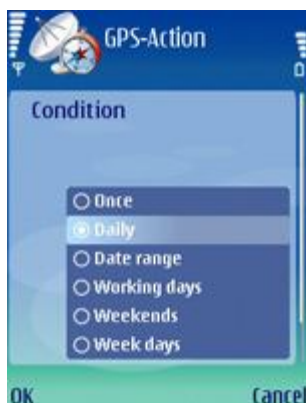 GPS-Action
Condition
Once
Daily
Date range
Working days
Weekends
Week days
OK Cancel